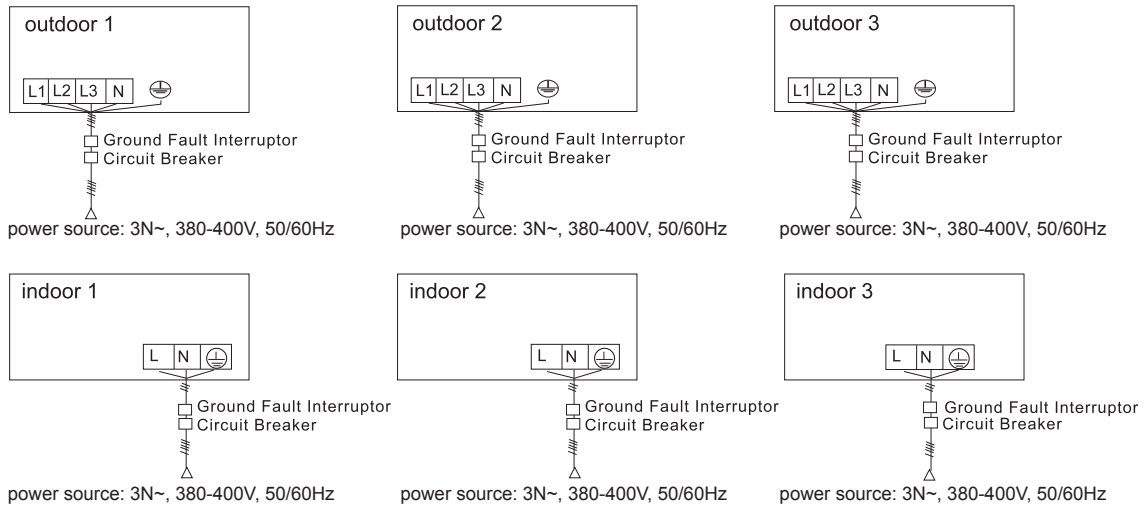 outdoor 1
L1 L2 L3 N
Ground Fault Interruptor
Circuit Breaker
power source: 3N~, 380-400V, 50/60Hz
outdoor 2
L1 L2 L3 N
Ground Fault Interruptor
Circuit Breaker
power source: 3N~, 380-400V, 50/60Hz
outdoor 3
L1 L2 L3 N
Ground Fault Interruptor
Circuit Breaker
power source: 3N~, 380-400V, 50/60Hz
indoor 1
L N
Ground Fault Interruptor
Circuit Breaker
power source: 3N~, 380-400V, 50/60Hz
indoor 2
L N
Ground Fault Interruptor
Circuit Breaker
power source: 3N~, 380-400V, 50/60Hz
indoor 3
L N
Ground Fault Interruptor
Circuit Breaker
power source: 3N~, 380-400V, 50/60Hz